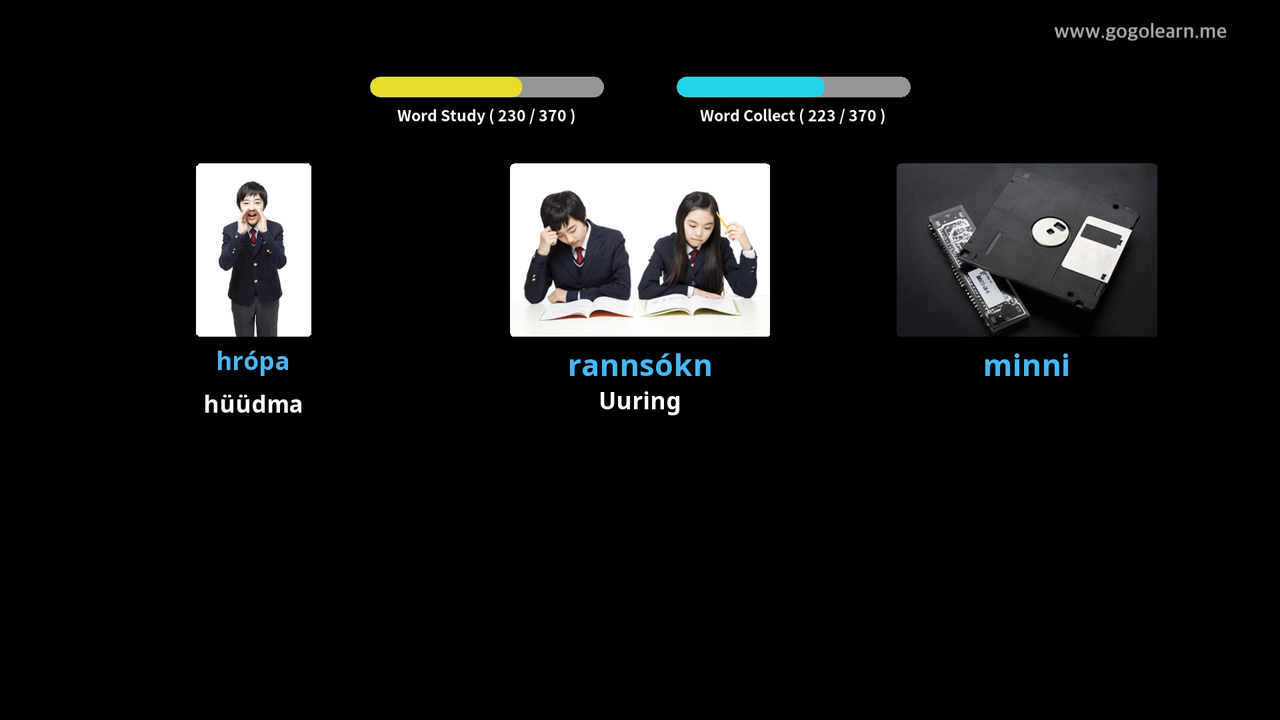 www.gogolearn.me
Word Study ( 230 / 370 )
Word Collect ( 223 / 370 )
hrópa
hüüdma
rannsókn
Uuring
minni